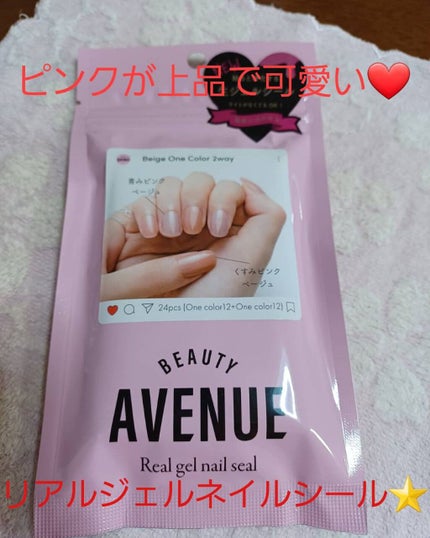 ピンクが上品で可愛い❤
Beige One Color 2way
青みピンク
ベージュ
くすみピンク
ベージュ
24pcs (One color12+One color12)
BEAUTY
AVENUE
Real gel nail seal
リアルジェルネイルシール⭐